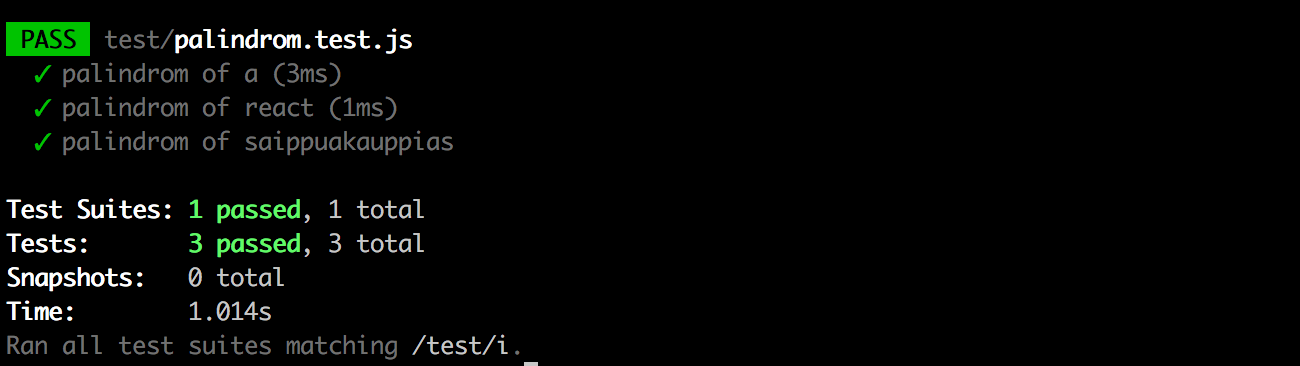 PASS test/palindrom.test.js
✓ palindrom of a (3ms)
✓ palindrom of react (1ms)
✓ palindrom of saippuakauppias
Test Suites: 1 passed, 1 total
Tests: 3 passed, 3 total
Snapshots: 0 total
Time: 1.014s
Ran all test suites matching /test/i.